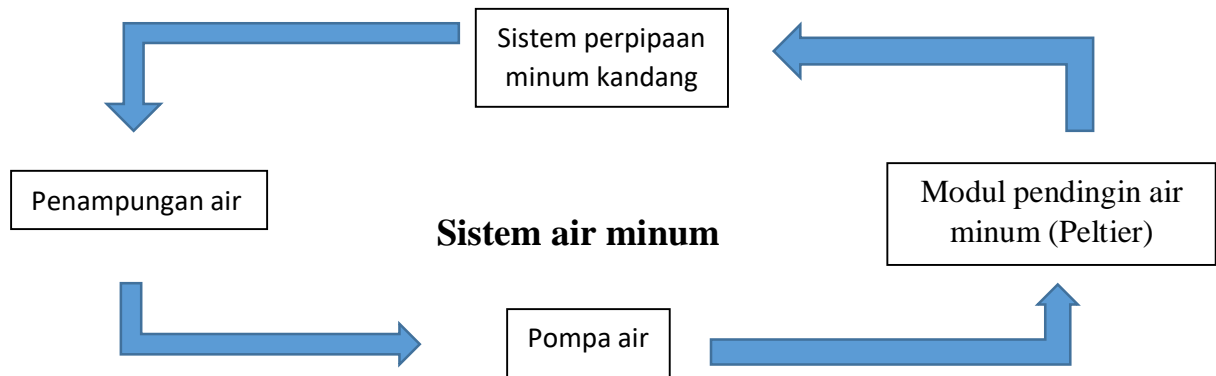 Sistem perpipaan
minum kandang
Penampungan air
Modul pendingin air
minum (Peltier)
Sistem air minum
Pompa air